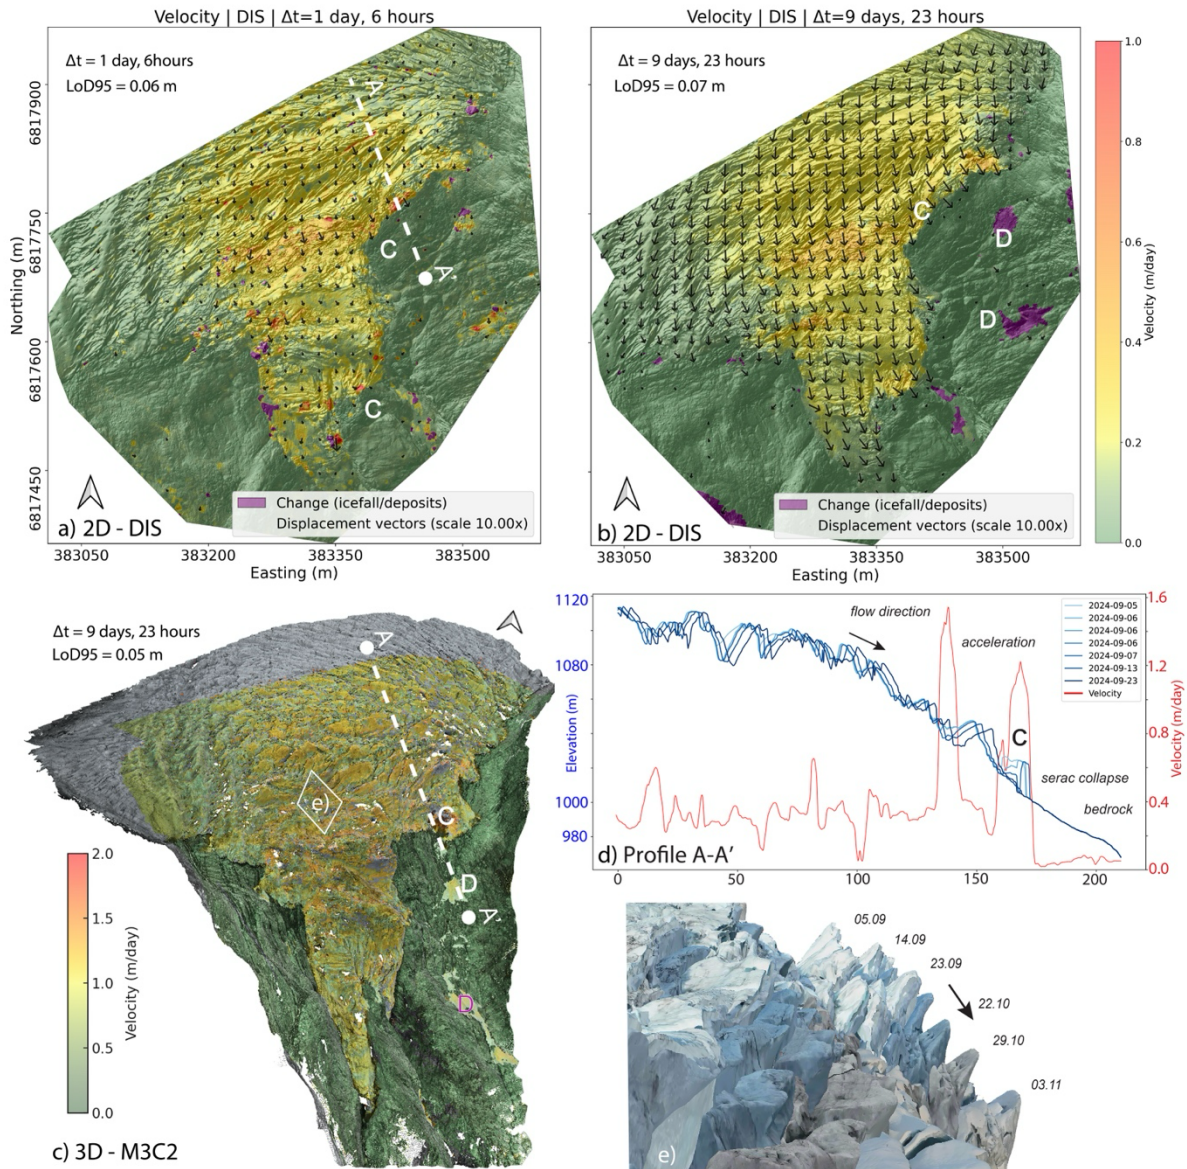 Velocity | DIS | Δt=1 day, 6 hours
Velocity | DIS | Δt=9 days, 23 hours
Δt = 1 day, 6hours
LoD95 = 0.06 m
A
C
A'
C
Northing (m)
6817900
6817750
6817600
6817450
Change (icefall/deposits)
Displacement vectors (scale 10.00x)
a) 2D - DIS
383050
383200
383350
383500
Easting (m)
Δt = 9 days, 23 hours
LoD95 = 0.07 m
C
D
D
Change (icefall/deposits)
Displacement vectors (scale 10.00x)
b) 2D - DIS
383050
383200
383350
383500
Easting (m)
1.0
0.8
0.6
0.4
0.2
0.0
Velocity (m/day)
Δt = 9 days, 23 hours
LoD95 = 0.05 m
A
e)
C
D
A'
D
2.0
1.5
1.0
0.5
0.0
Velocity (m/day)
c) 3D - M3C2
1120
1080
1040
1000
980
Elevation (m)
flow direction
acceleration
2024-09-05
2024-09-06
2024-09-06
2024-09-06
2024-09-07
2024-09-13
2024-09-23
Velocity
C
serac collapse
bedrock
1.6
1.2
0.8
0.4
0.0
Velocity (m/day)
d) Profile A-A’
0
50
100
150
200
05.09
14.09
23.09
22.10
29.10
03.11
e)